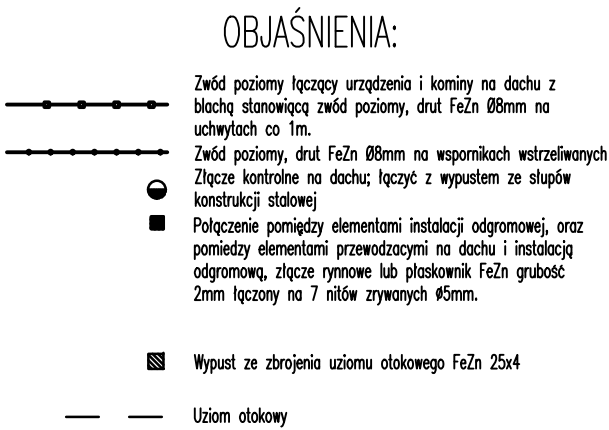 OBJAŚNIENIA:
Zwód poziomy łączący urządzenia i kominy na dachu z
blachą stanowiącą zwód poziomy, drut FeZn Ø8mm na
uchwytach co 1m.
Zwód poziomy, drut FeZn Ø8mm na wspornikach wstrzeliwanych
Złącze kontrolne na dachu; łączyć z wypustem ze słupów
konstrukcji stalowej
Połączenie pomiędzy elementami instalacji odgromowej, oraz
pomiedzy elementami przewodzacymi na dachu i instalacją
odgromową, złącze rynnowe lub płaskownik FeZn grubość
2mm łączony na 7 nitów zrywanych Ø5mm.
Wypust ze zbrojenia uziomu otokowego FeZn 25x4
Uziom otokowy